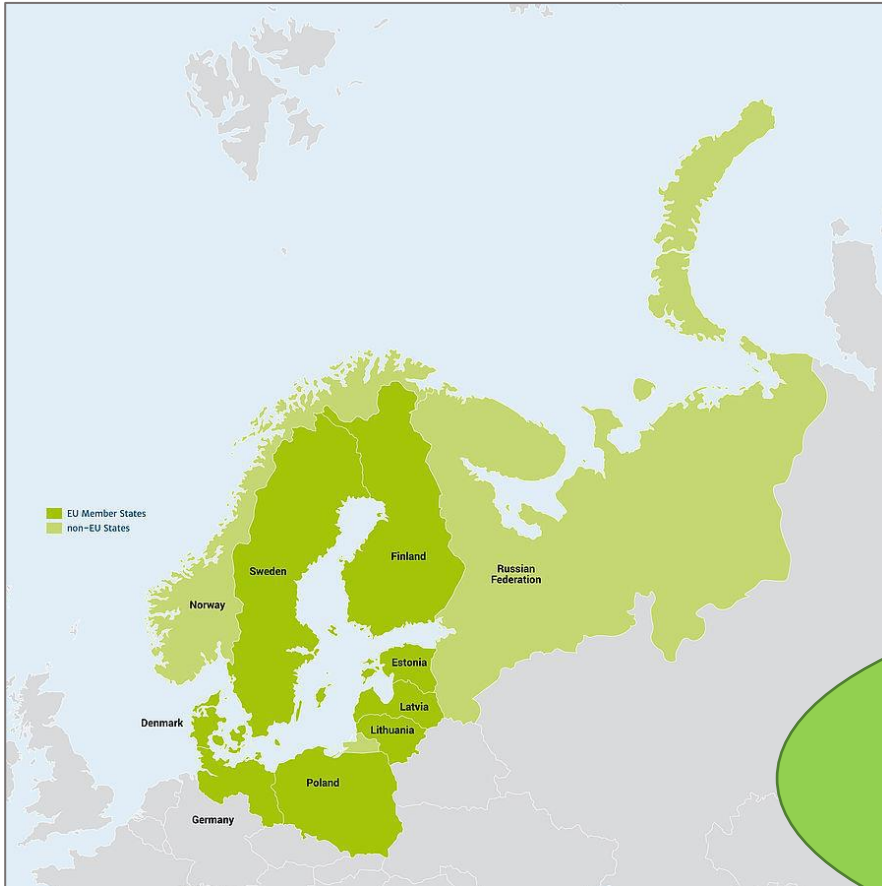 EU Member States
non-EU States
Finland
Sweden
Russian
Federation
Norway
Estonia
Latvia
Denmark
Lithuania
Poland
Germany